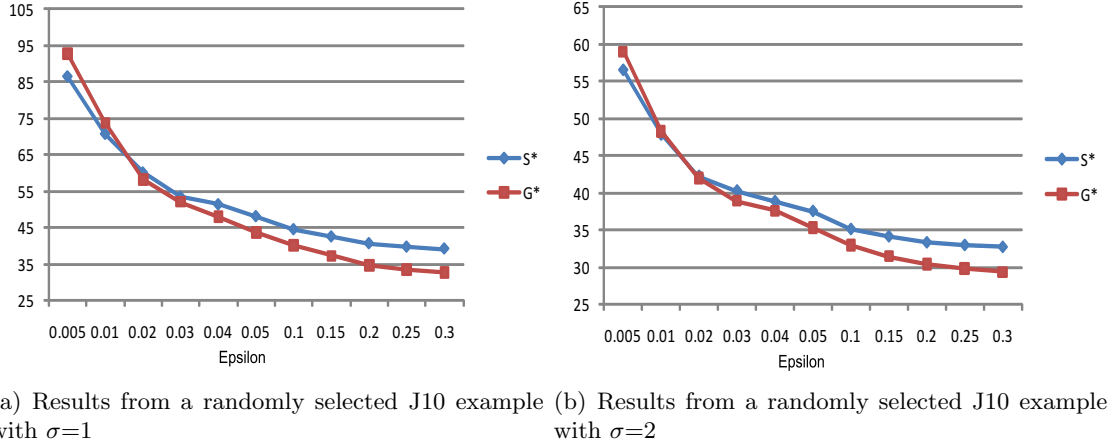 105
95
85
75
65
55
45
35
25
0.005 0.01 0.02 0.03 0.04 0.05 0.1 0.15 0.2 0.25 0.3
Epsilon
S*
G*
65
60
55
50
45
40
35
30
25
0.005 0.01 0.02 0.03 0.04 0.05 0.1 0.15 0.2 0.25 0.3
Epsilon
S*
G*
a) Results from a randomly selected J10 example
with σ=1
(b) Results from a randomly selected J10 example
with σ=2